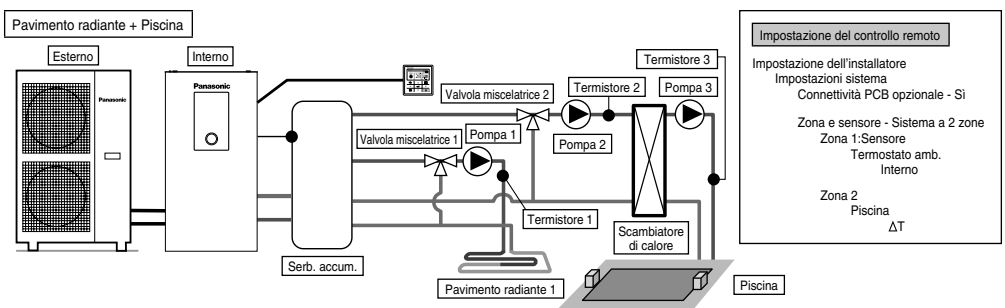 Pavimento radiante + Piscina
Esterno
Interno
Panasonic
Panasonic
Valvola miscelatrice 2
Termistore 2
Pompa 3
Termistore 3
Valvola miscelatrice 1
Pompa 1
Pompa 2
Termistore 1
Scambiatore
di calore
Serb. accum.
Pavimento radiante 1
Piscina
Impostazione del controllo remoto
Impostazione dell'installatore
Impostazioni sistema
Connettività PCB opzionale - Sì
Zona e sensore - Sistema a 2 zone
Zona 1:Sensore
Termostato amb.
Interno
Zona 2
Piscina
ΔT